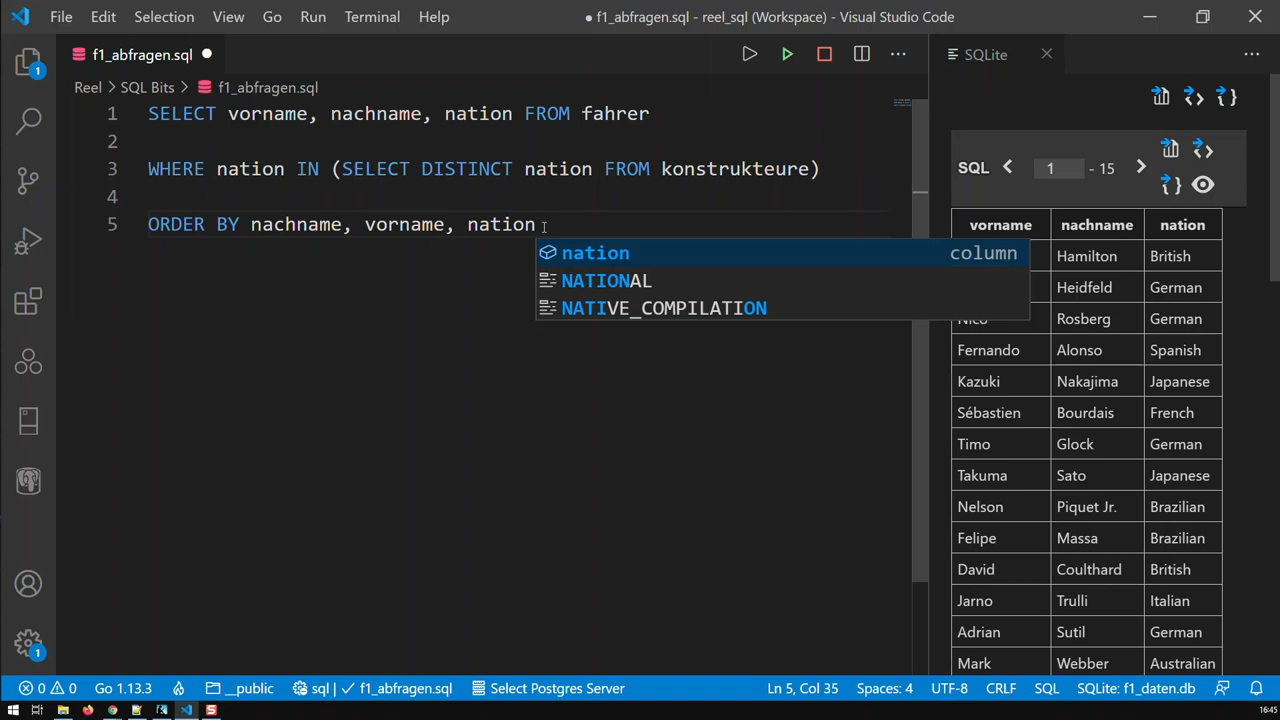 File Edit Selection View Go Run Terminal Help
● f1_abfragen.sql - reel_sql (Workspace) - Visual Studio Code
f1_abfragen.sql ●
Reel > SQL Bits > f1_abfragen.sql
1 SELECT vorname, nachname, nation FROM fahrer
2
3 WHERE nation IN (SELECT DISTINCT nation FROM konstrukteure)
4
5 ORDER BY nachname, vorname, nation
nation column
NATIONAL
NATIVE_COMPILATION
SQLite
SQL < 1 - 15 >
vorname nachname nation
Hamilton British
Heidfeld German
Nico Rosberg German
Fernando Alonso Spanish
Kazuki Nakajima Japanese
Sébastien Bourdais French
Timo Glock German
Takuma Sato Japanese
Nelson Piquet Jr. Brazilian
Felipe Massa Brazilian
David Coulthard British
Jarno Trulli Italian
Adrian Sutil German
Mark Webber Australian
1
1
0 0 Go 1.13.3 __public sql | ✓ f1_abfragen.sql Select Postgres Server Ln 5, Col 35 Spaces: 4 UTF-8 CRLF SQL SQLite: f1_daten.db
16:45